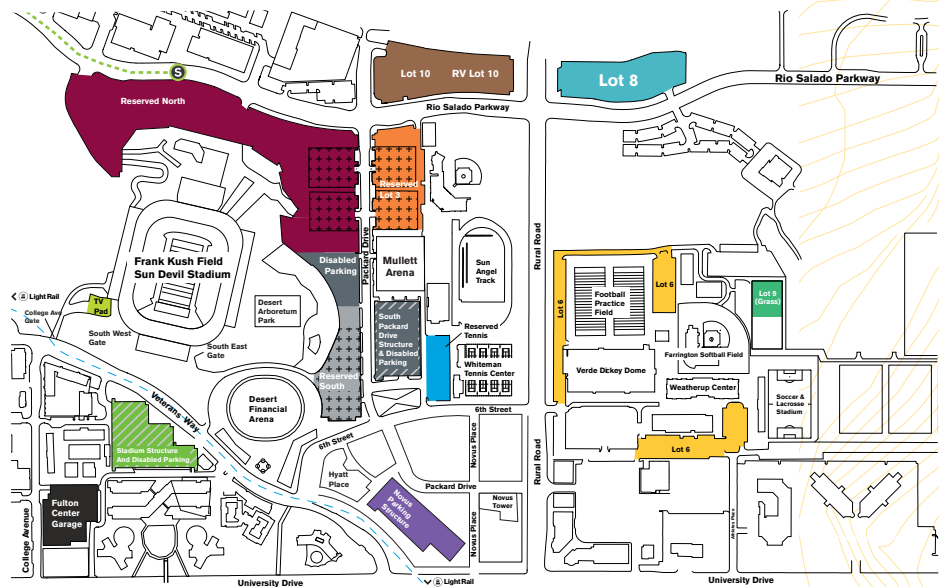 S
Lot 10
RV Lot 10
Lot 8
Rio Salado Parkway
Reserved North
Rio Salado Parkway
Reserved
Lot 3
Rural Road
Packard Drive
Mullett
Arena
Sun
Angel
Track
Frank Kush Field
Sun Devil Stadium
Disabled
Parking
Lot 6
Lot 6
Football
Practice
Field
Lot 9
(Grass)
Light Rail
College Ave
Gate
TV
Pad
Desert
Arboretum
Park
South
Packard
Drive
Structure
& Disabled
Parking
Reserved
Tennis
South West
Gate
South East
Gate
Whiteman
Tennis Center
Farrington Softball Field
Verde Dickey Dome
Weatherup Center
Reserved
South
Desert
Financial
Arena
Veterans Way
6th Street
6th Street
Soccer &
Lacrosse
Stadium
Novus Place
Rural Road
Lot 6
Stadium Structure
And Disabled Parking
Hyatt
Place
Packard Drive
Novus
Parking
Structure
Novus
Tower
Novus Place
Fulton
Center
Garage
College Avenue
Athletes Place
University Drive
Light Rail
University Drive